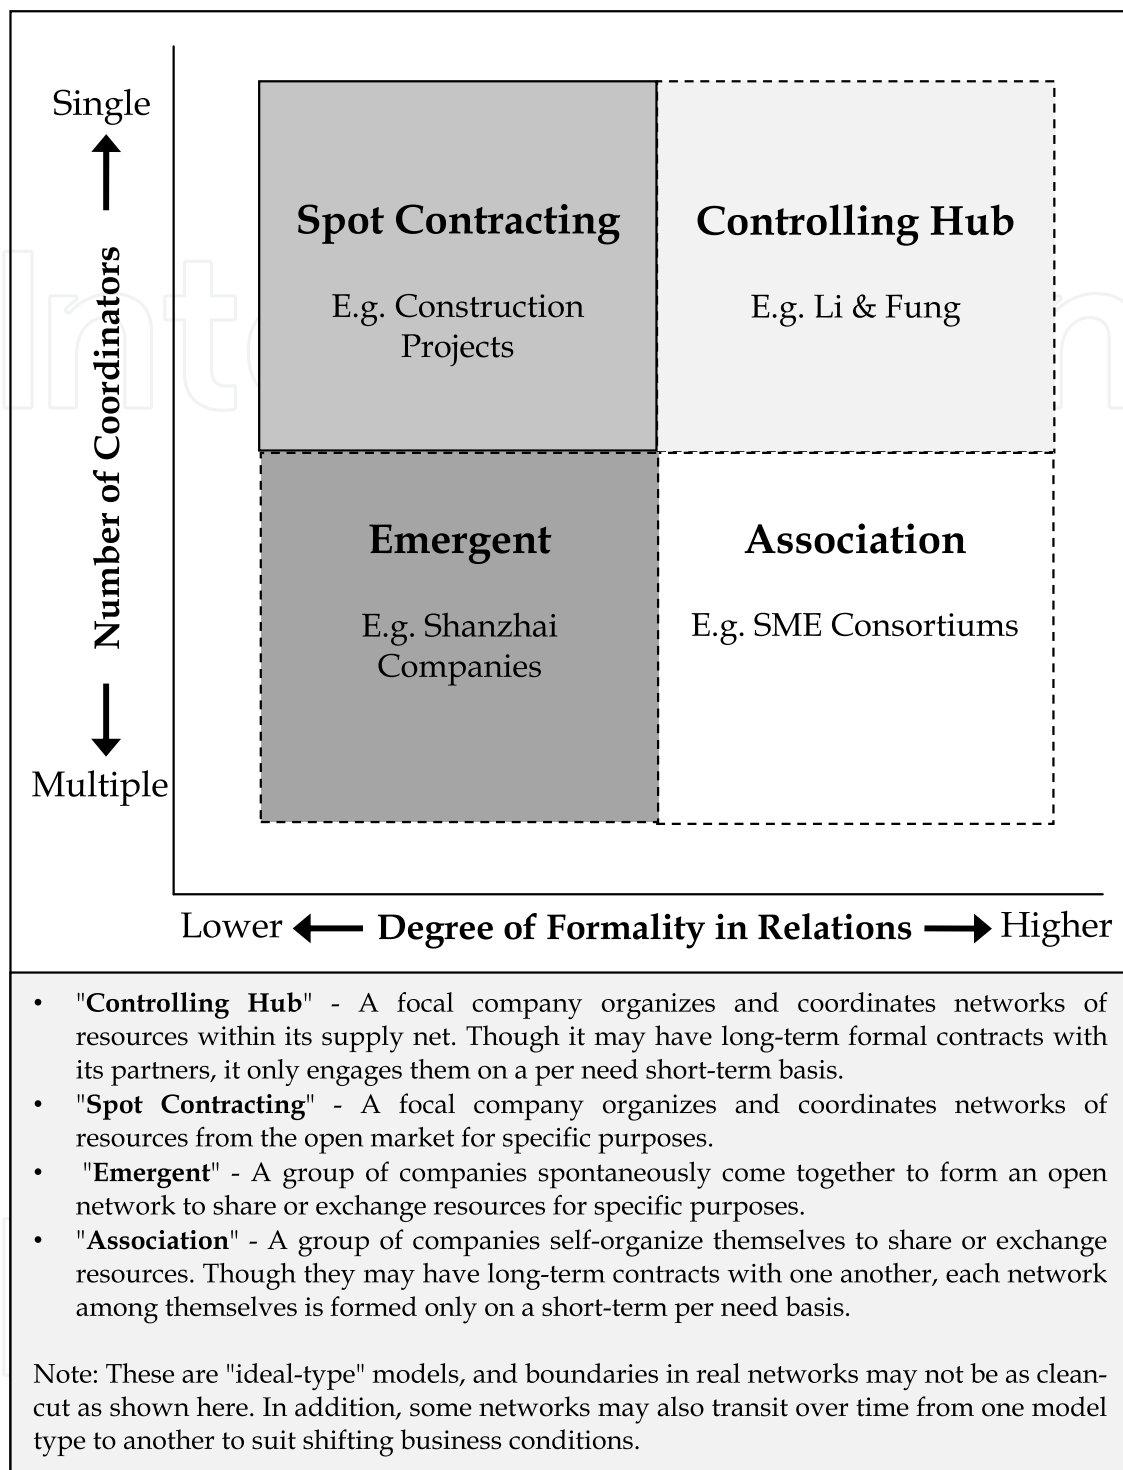 Single
Number of Coordinators
Multiple
Spot Contracting
E.g. Construction
Projects
Controlling Hub
E.g. Li & Fung
Emergent
E.g. Shanzhai
Companies
Association
E.g. SME Consortiums
Lower
Degree of Formality in Relations
Higher
• "Controlling Hub" - A focal company organizes and coordinates networks of
resources within its supply net. Though it may have long-term formal contracts with
its partners, it only engages them on a per need short-term basis.
• "Spot Contracting" - A focal company organizes and coordinates networks of
resources from the open market for specific purposes.
• "Emergent" - A group of companies spontaneously come together to form an open
network to share or exchange resources for specific purposes.
• "Association" - A group of companies self-organize themselves to share or exchange
resources. Though they may have long-term contracts with one another, each network
among themselves is formed only on a short-term per need basis.
Note: These are "ideal-type" models, and boundaries in real networks may not be as clean-
cut as shown here. In addition, some networks may also transit over time from one model
type to another to suit shifting business conditions.